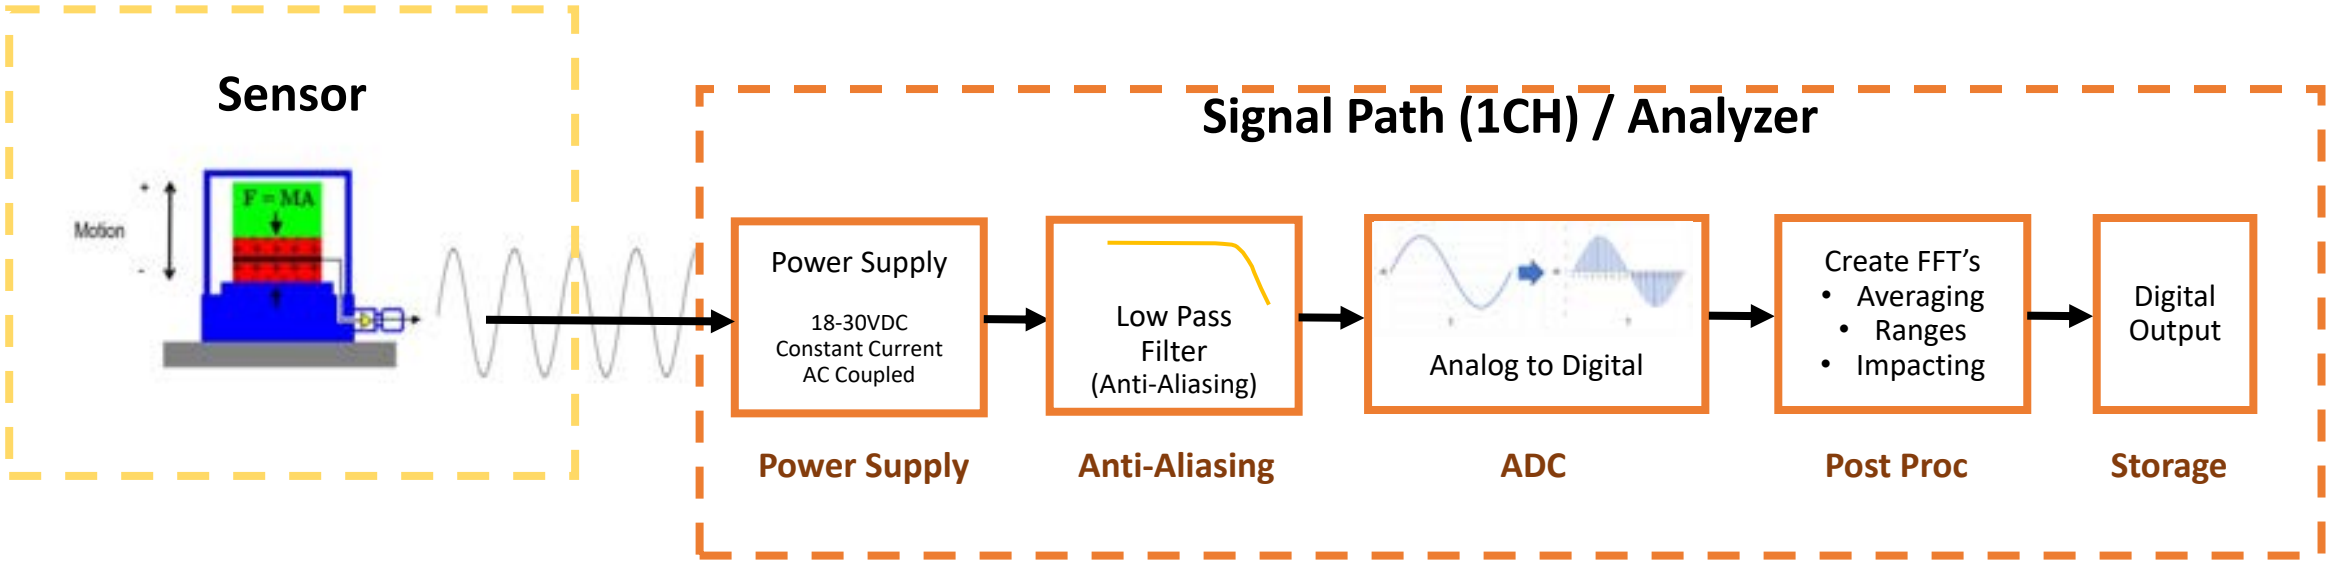 Sensor
Signal Path (1CH) / Analyzer
+
Motion
-
F = MA
Power Supply
18-30VDC
Constant Current
AC Coupled
Low Pass
Filter
(Anti-Aliasing)
Analog to Digital
Create FFT's
• Averaging
• Ranges
• Impacting
Digital
Output
Power Supply
Anti-Aliasing
ADC
Post Proc
Storage